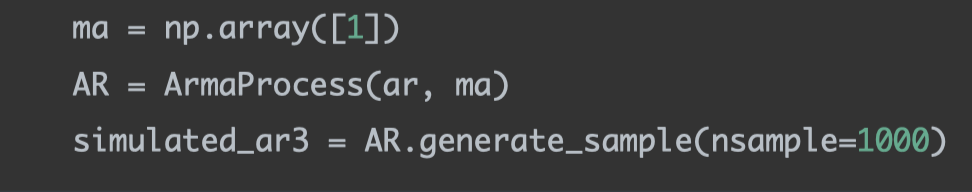 ma = np.array([1])
AR = ArmaProcess(ar, ma)
simulated_ar3 = AR.generate_sample(nsample=1000)